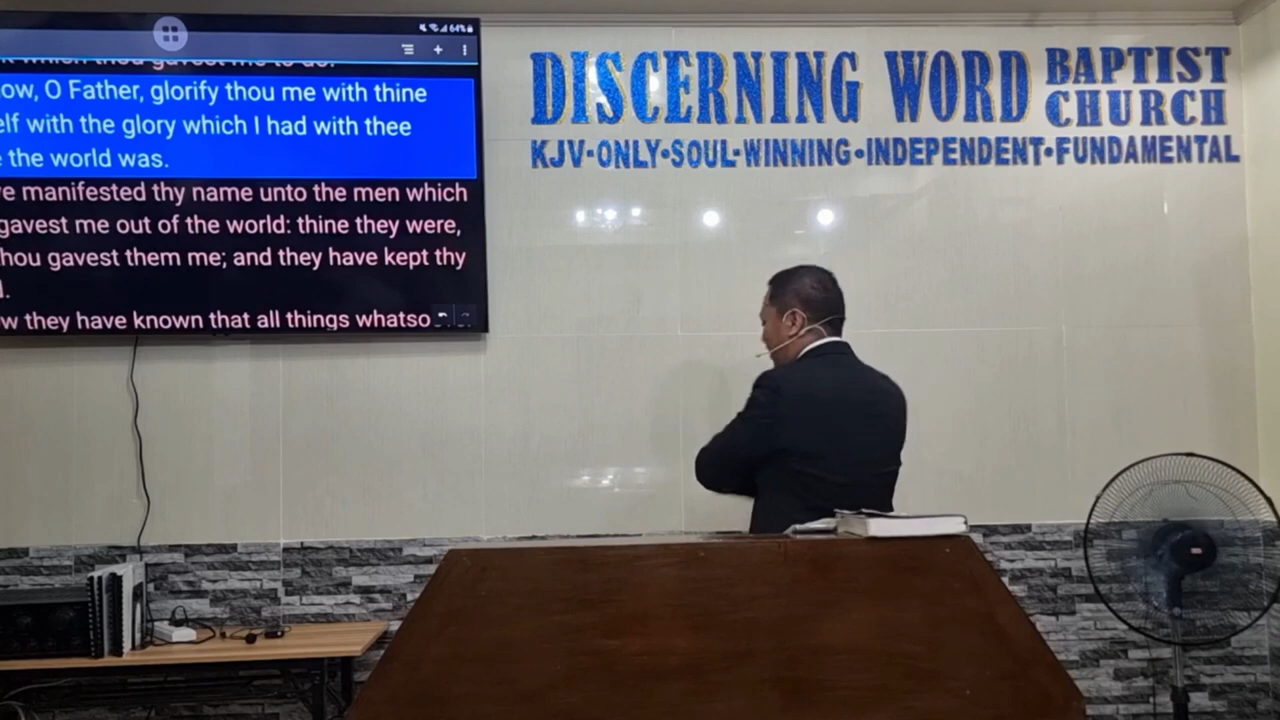 64%
ow, O Father, glorify thou me with thine
elf with the glory which I had with thee
the world was.
e manifested thy name unto the men which
gavest me out of the world: thine they were,
hou gavest them me; and they have kept thy
w they have known that all things whatso
DISCERNING WORD BAPTIST CHURCH
KJV-ONLY•SOUL-WINNING•INDEPENDENT•FUNDAMENTAL